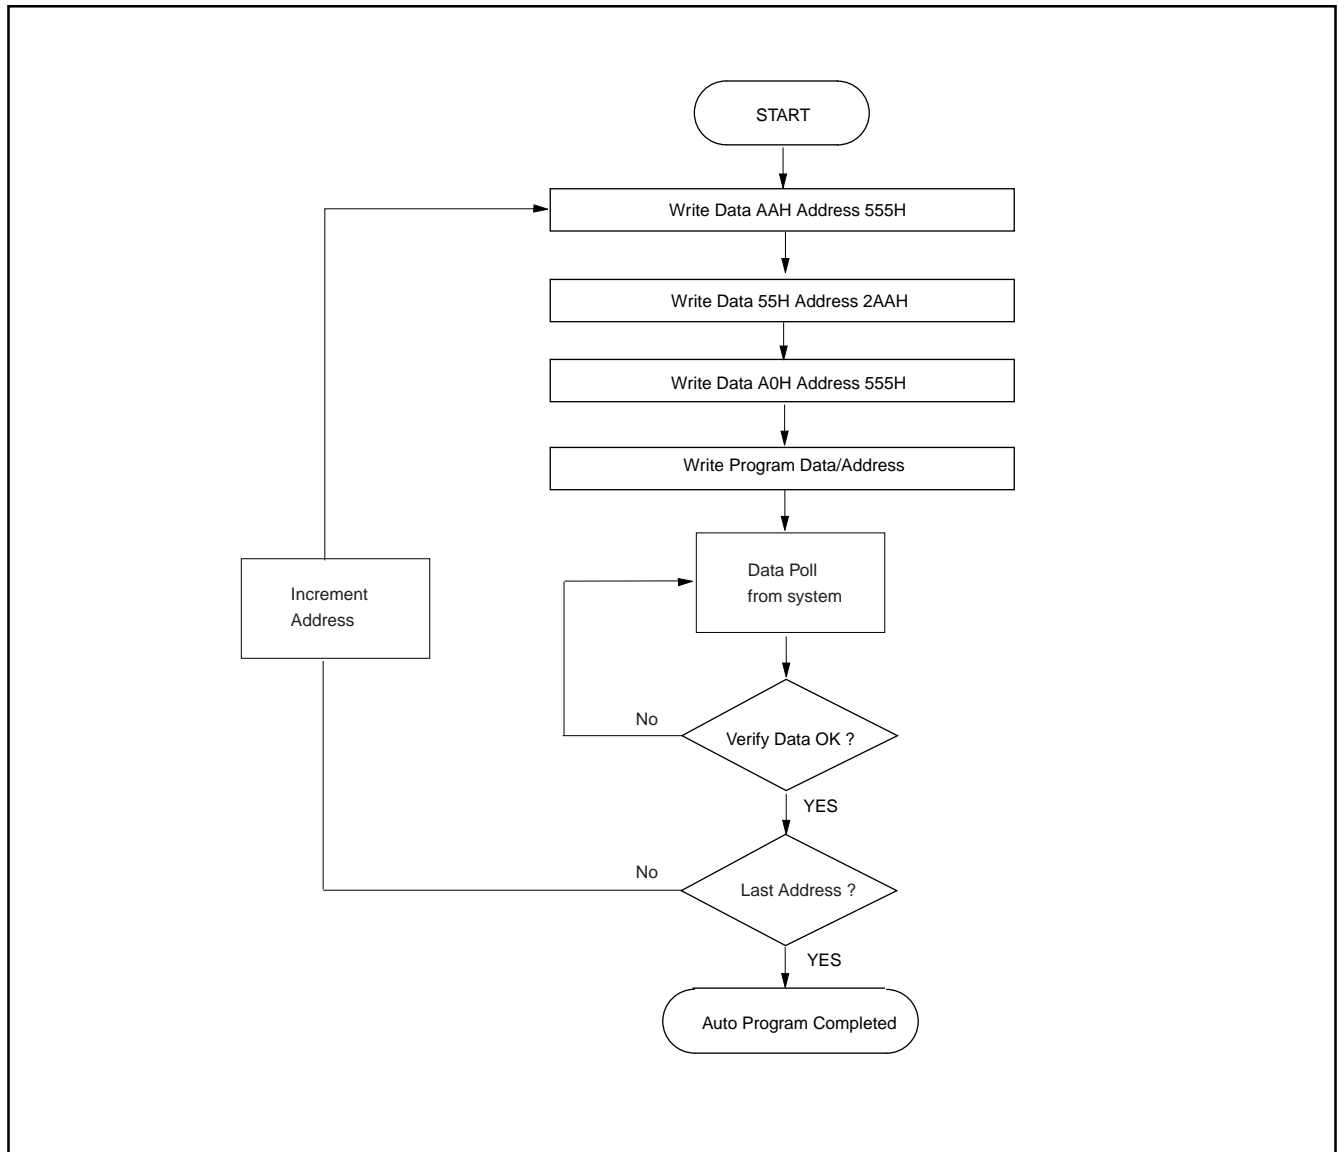 START
Write Data AAH Address 555H
Write Data 55H Address 2AAH
Write Data A0H Address 555H
Write Program Data/Address
Data Poll
from system
Increment
Address
No
Verify Data OK ?
YES
No
Last Address ?
YES
Auto Program Completed